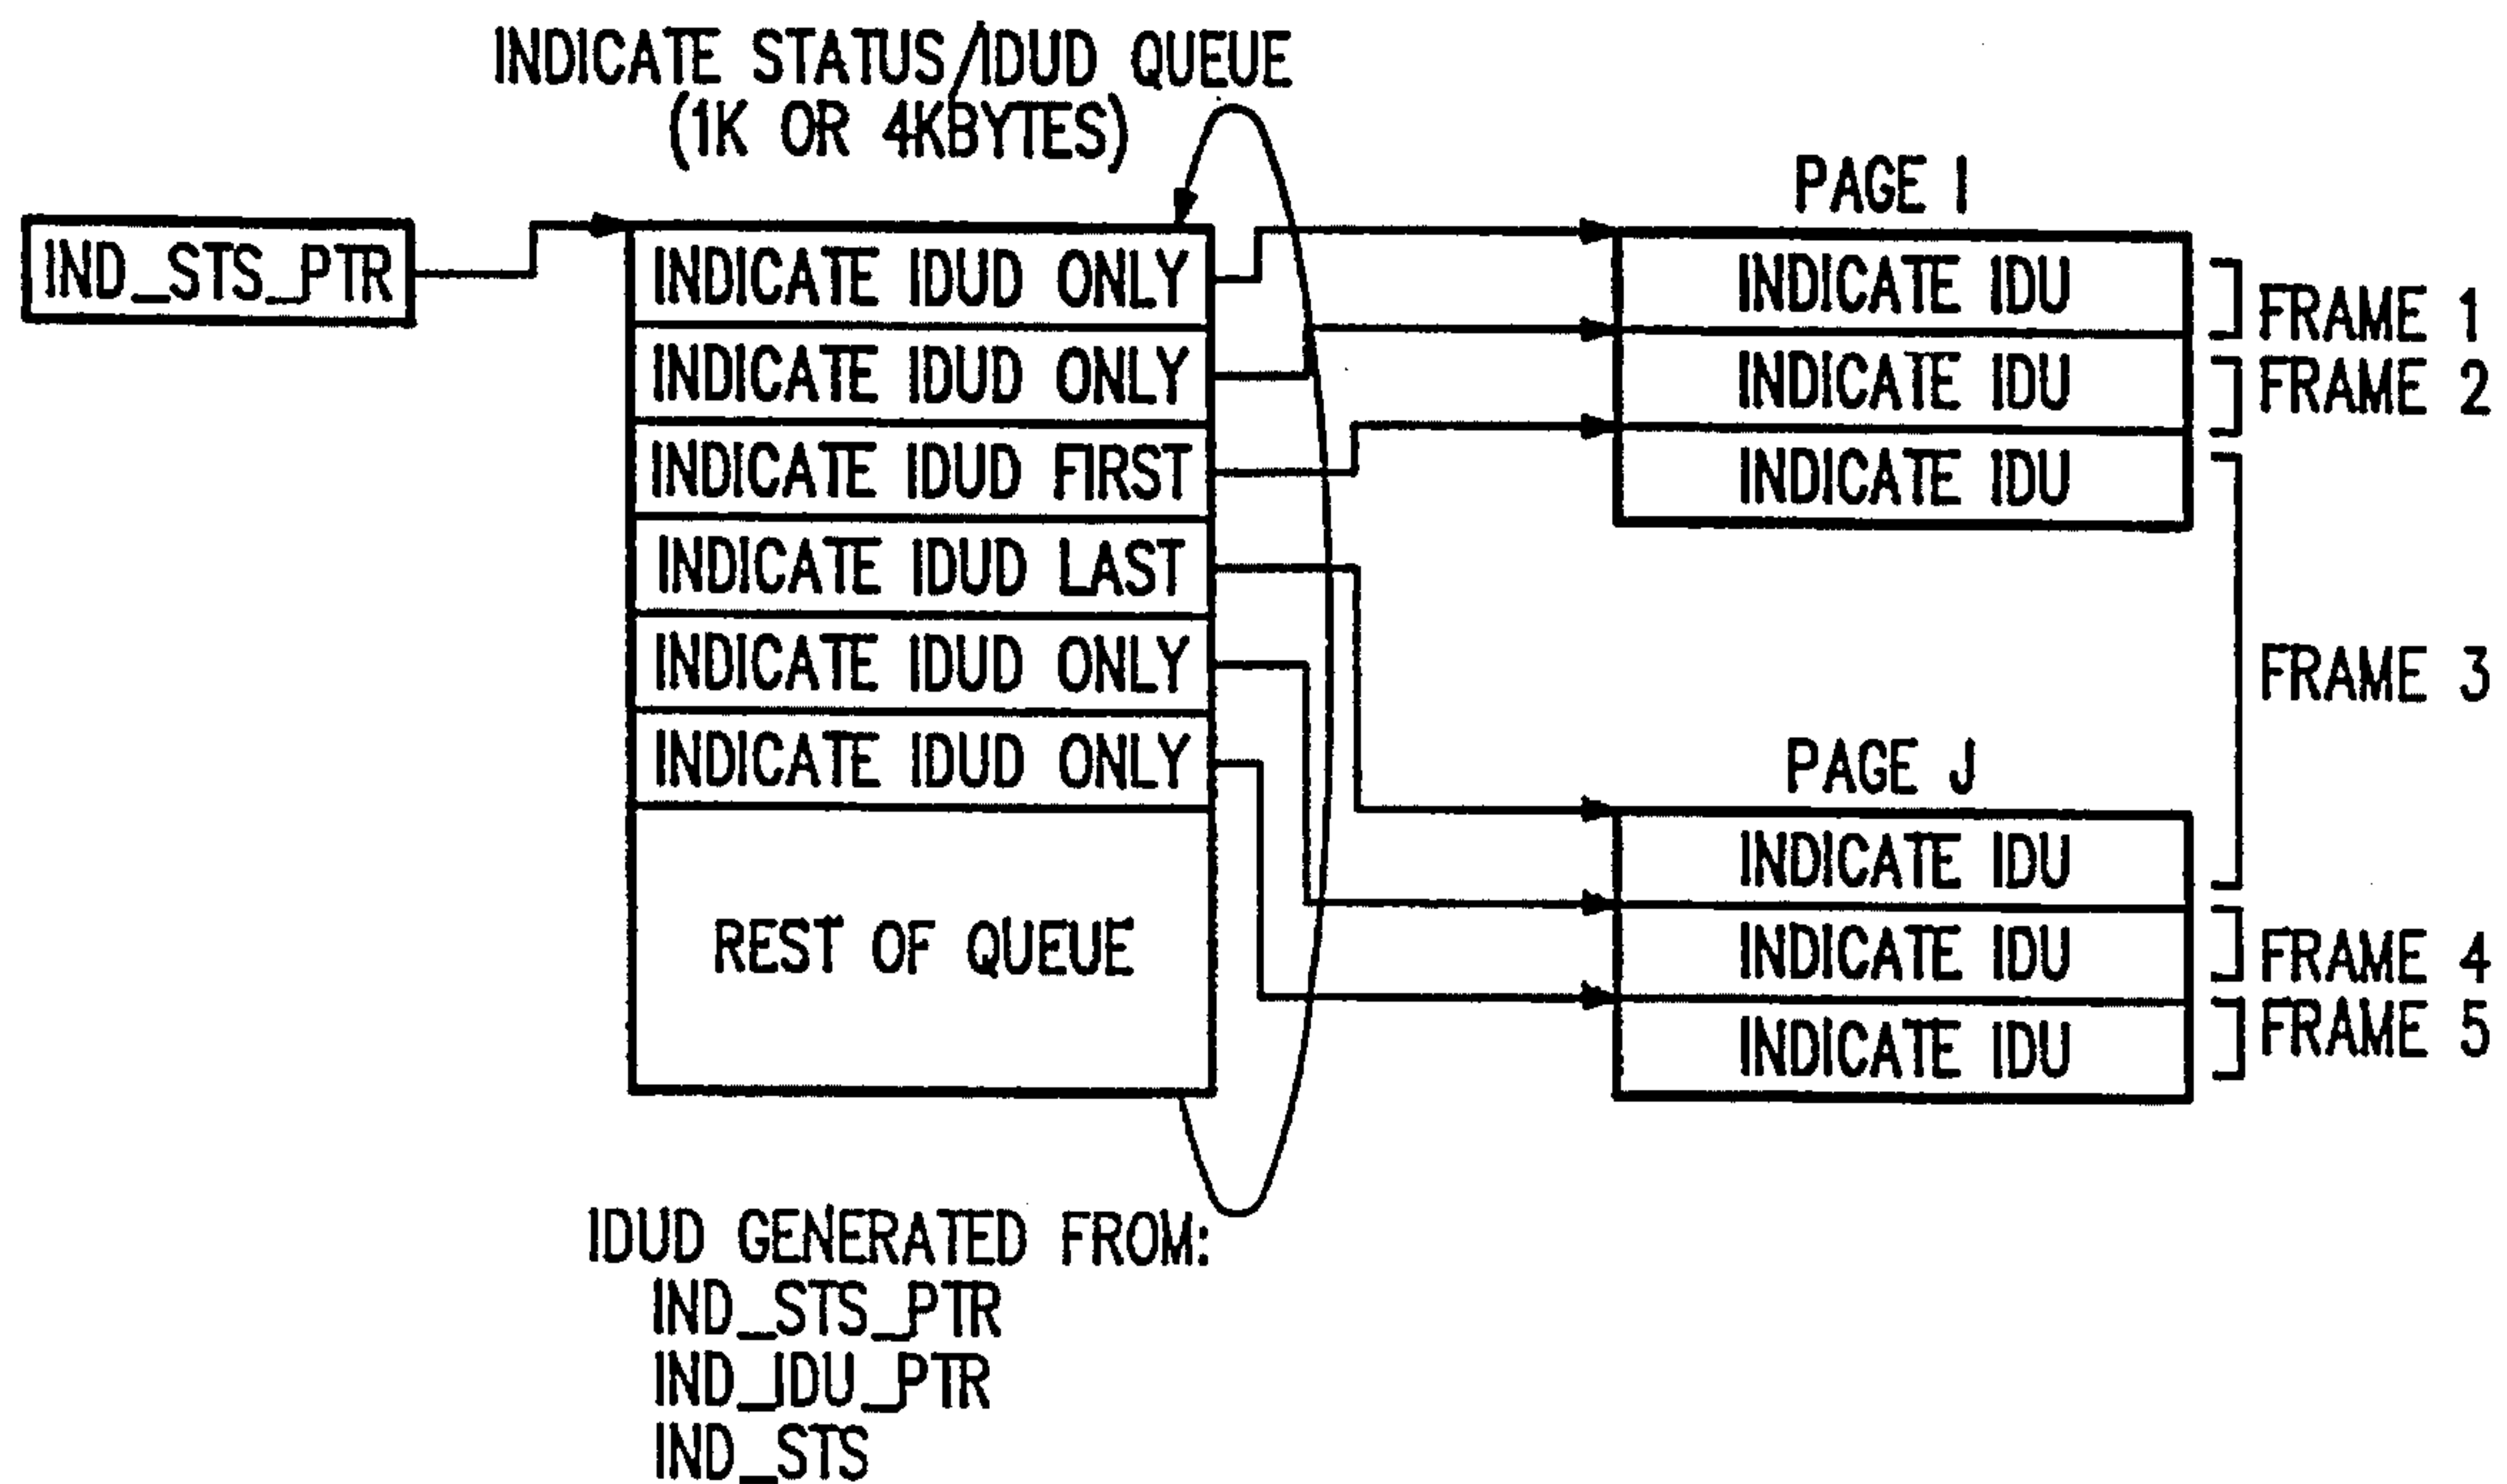 INDICATE STATUS/IDUD QUEUE
(1K OR 4KBYTES)
IND_STS_PTR
INDICATE IDUD ONLY
INDICATE IDUD ONLY
INDICATE IDUD FIRST
INDICATE IDUD LAST
INDICATE IDUD ONLY
INDICATE IDUD ONLY
REST OF QUEUE
PAGE I
INDICATE IDU
INDICATE IDU
INDICATE IDU
FRAME 1
FRAME 2
FRAME 3
PAGE J
INDICATE IDU
INDICATE IDU
INDICATE IDU
FRAME 4
FRAME 5
IDUD GENERATED FROM:
IND_STS_PTR
IND_IDU_PTR
IND_STS